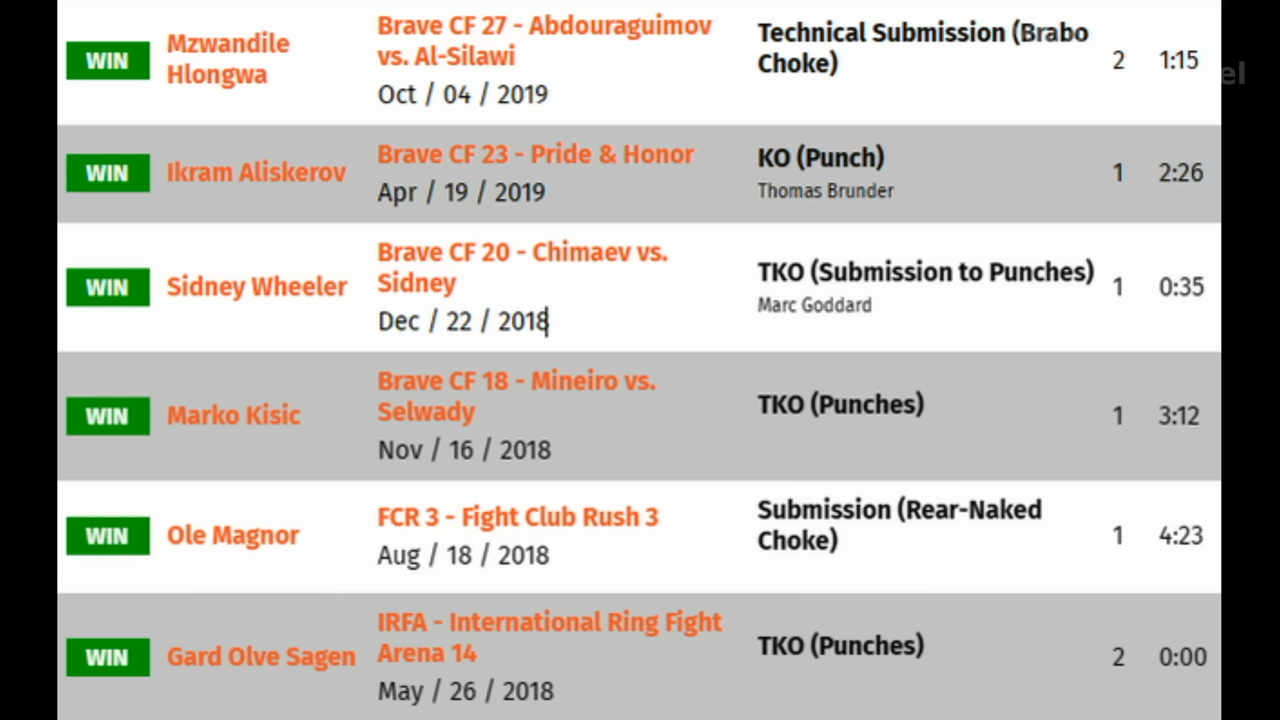 WIN
Mzwandile
Hlongwa
Brave CF 27 - Abdouraguimov
vs. Al-Silawi
Oct / 04 / 2019
Technical Submission (Brabo
Choke)
2
1:15
WIN
Ikram Aliskerov
Brave CF 23 - Pride & Honor
Apr / 19 / 2019
KO (Punch)
Thomas Brunder
1
2:26
WIN
Sidney Wheeler
Brave CF 20 - Chimaev vs.
Sidney
Dec / 22 / 2018
TKO (Submission to Punches)
Marc Goddard
1
0:35
WIN
Marko Kisic
Brave CF 18 - Mineiro vs.
Selwady
Nov / 16 / 2018
TKO (Punches)
1
3:12
WIN
Ole Magnor
FCR 3 - Fight Club Rush 3
Aug / 18 / 2018
Submission (Rear-Naked
Choke)
1
4:23
WIN
Gard Olve Sagen
IRFA - International Ring Fight
Arena 14
May / 26 / 2018
TKO (Punches)
2
0:00